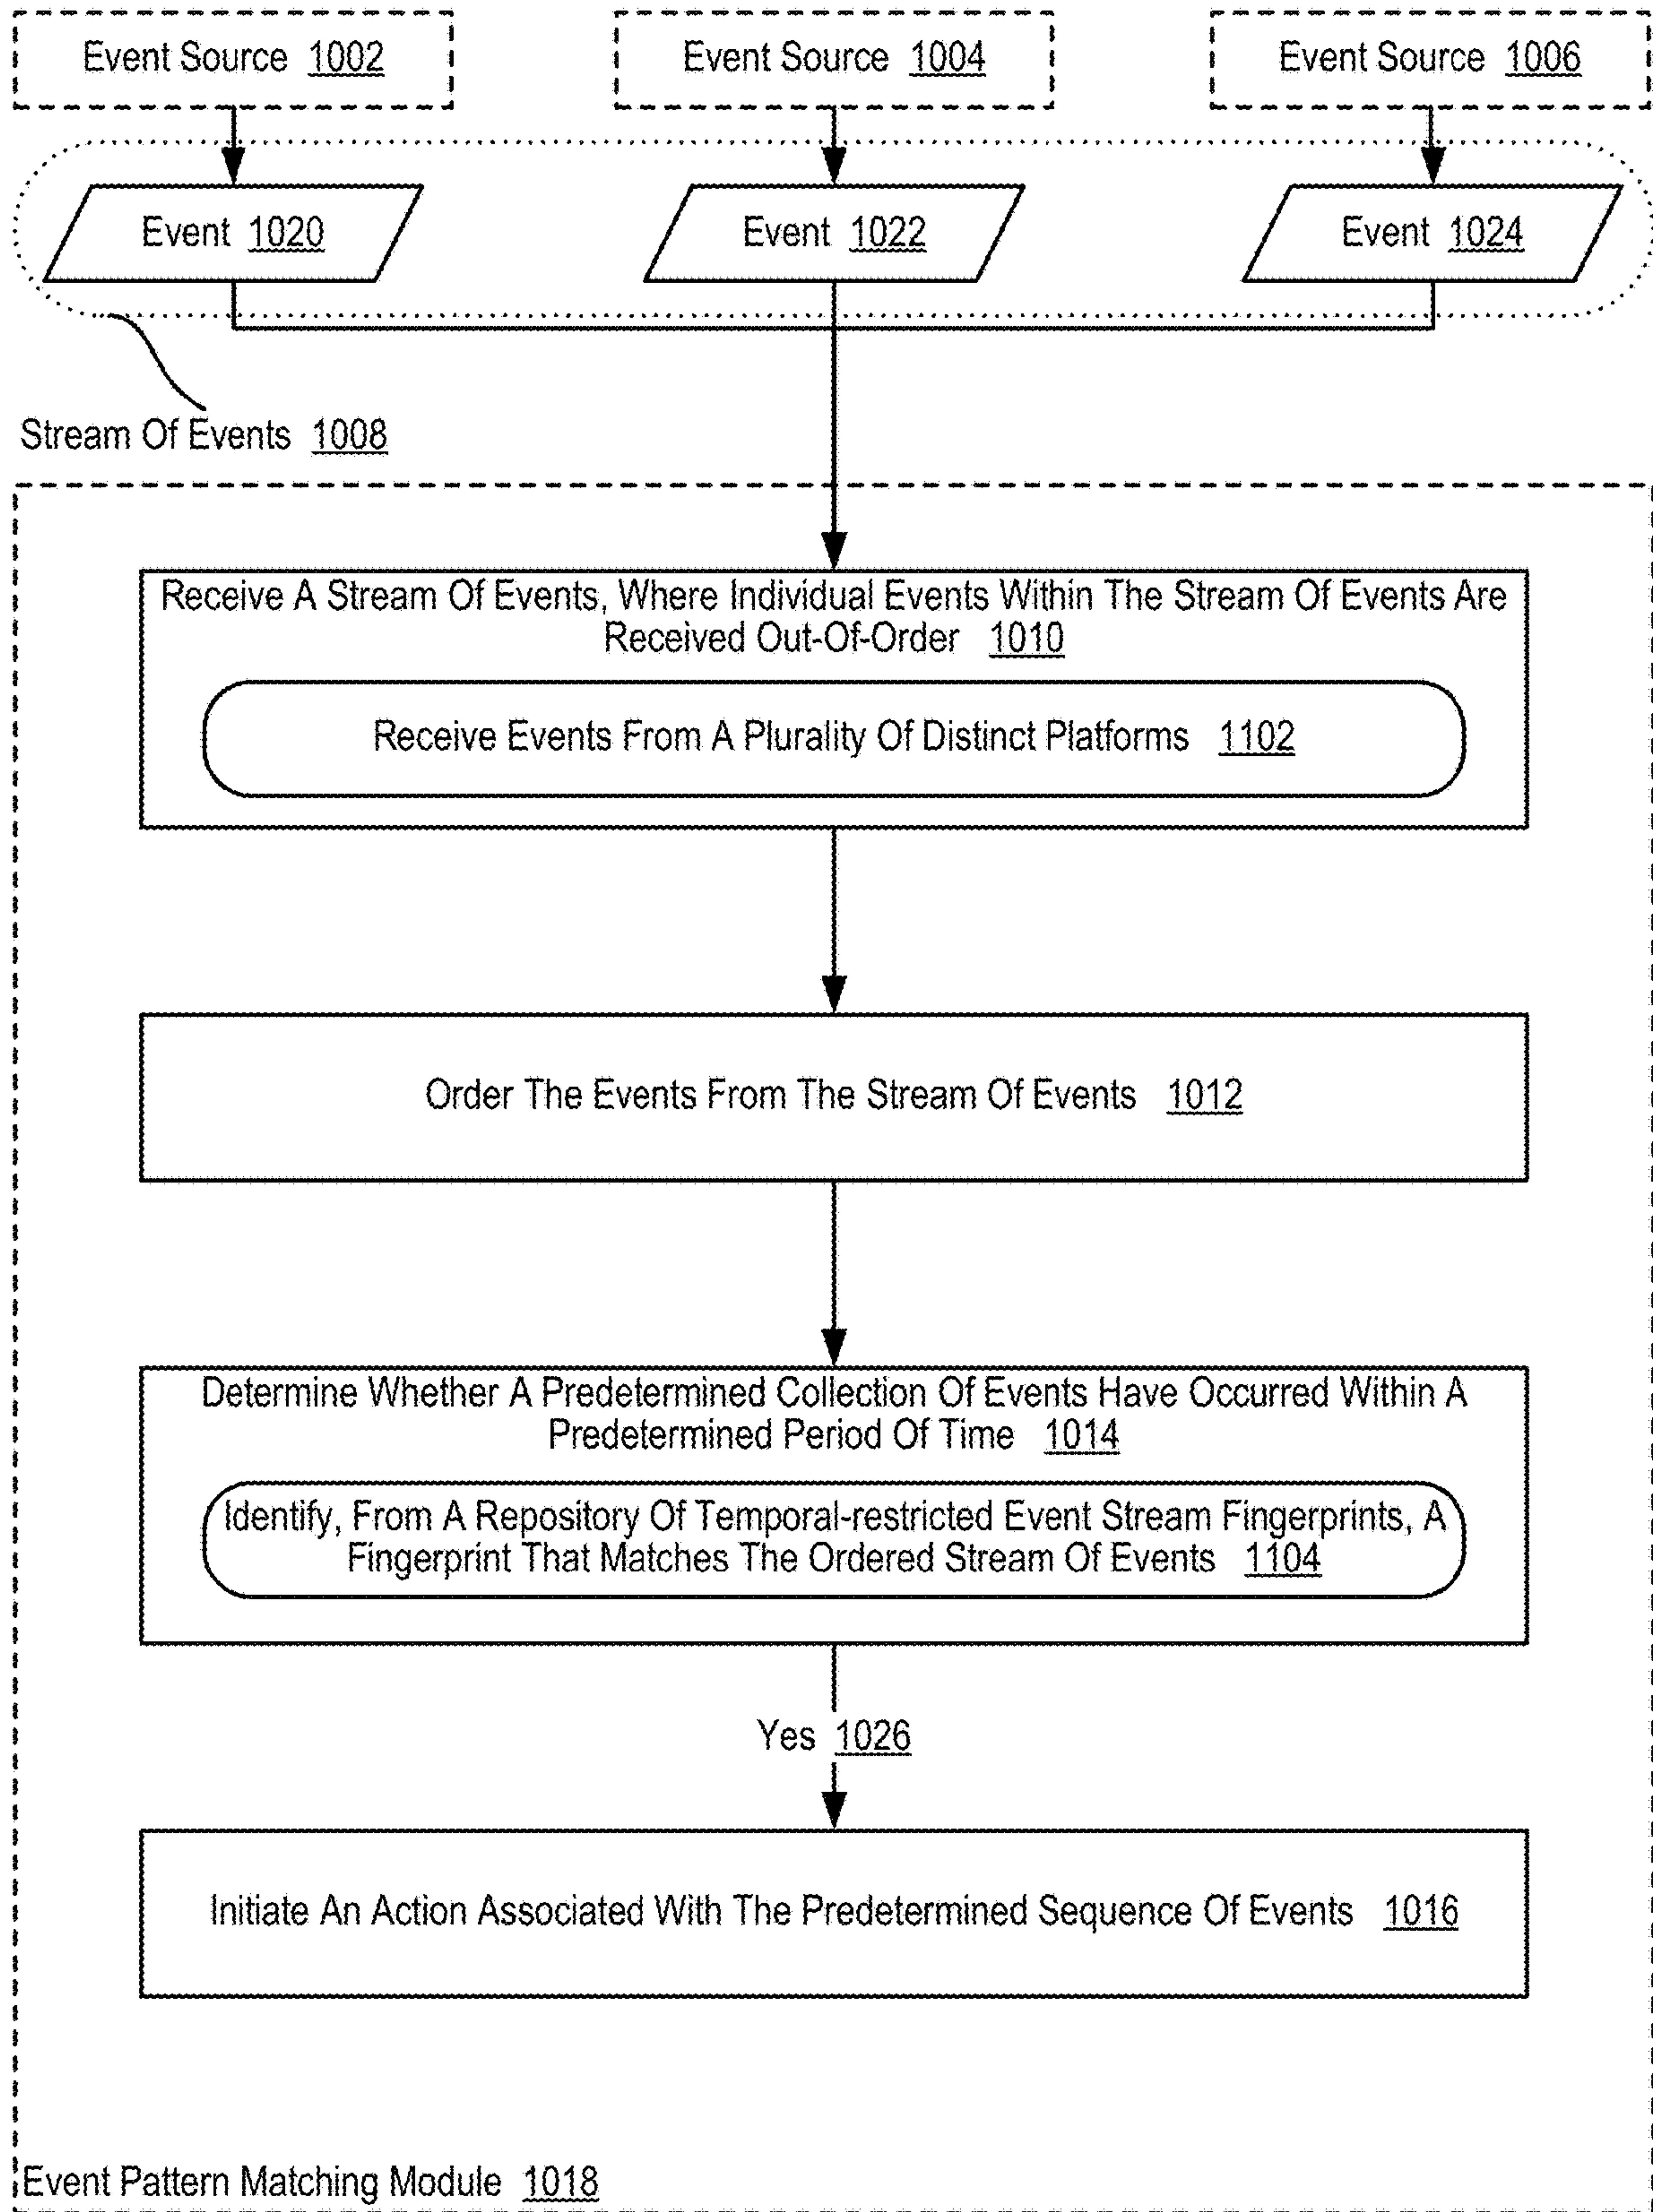 Event Source 1002
Event Source 1004
Event Source 1006
Event 1020
Event 1022
Event 1024
Stream Of Events 1008
Receive A Stream Of Events, Where Individual Events Within The Stream Of Events Are
Received Out-Of-Order 1010
Receive Events From A Plurality Of Distinct Platforms 1102
Order The Events From The Stream Of Events 1012
Determine Whether A Predetermined Collection Of Events Have Occurred Within A
Predetermined Period Of Time 1014
Identify, From A Repository Of Temporal-restricted Event Stream Fingerprints, A
Fingerprint That Matches The Ordered Stream Of Events 1104
Yes 1026
Initiate An Action Associated With The Predetermined Sequence Of Events 1016
Event Pattern Matching Module 1018